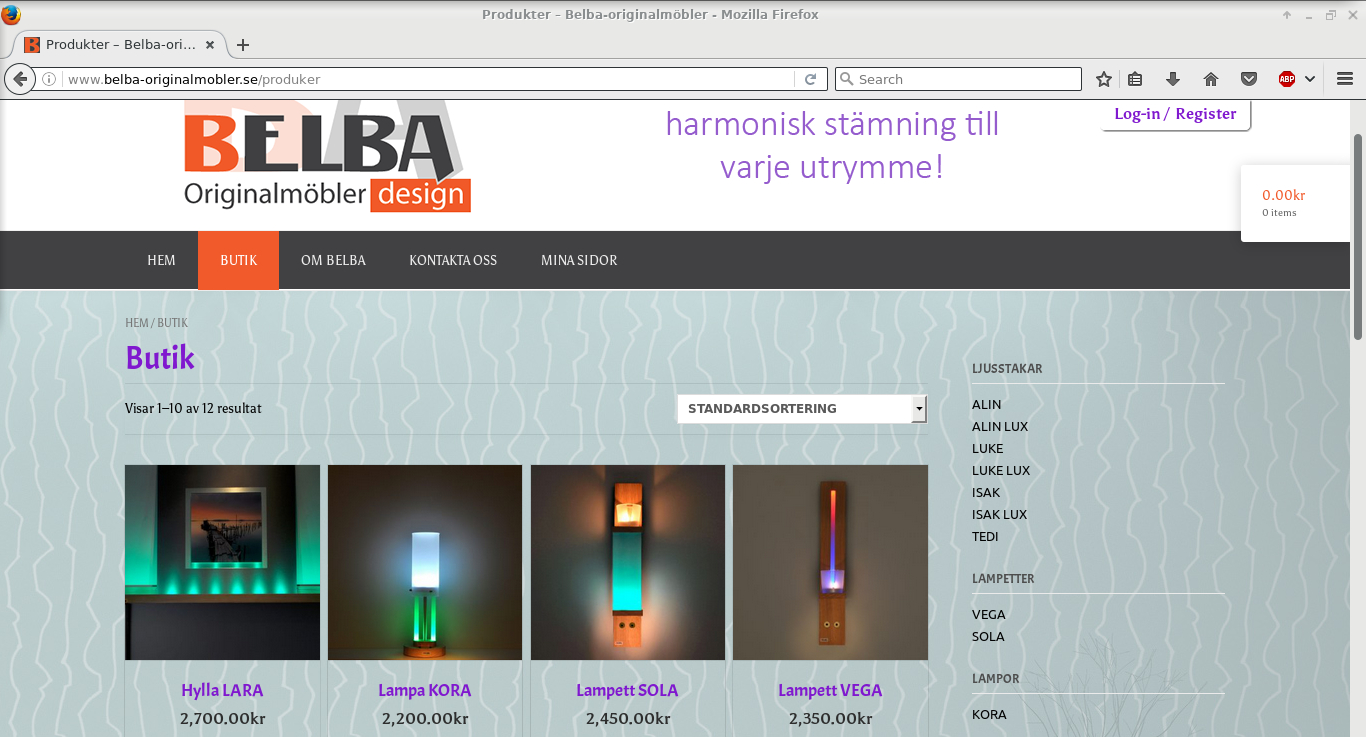 Produkter – Belba-originalmöbler - Mozilla Firefox
Produkter – Belba-ori...
www.belba-originalmobler.se/produker
Search
ABP
BELBA
Originalmöbler design
harmonisk stämning till
varje utrymme!
Log-in / Register
0.00kr
0 items
HEM
BUTIK
OM BELBA
KONTAKTA OSS
MINA SIDOR
HEM / BUTIK
Butik
Visar 1–10 av 12 resultat
STANDARDSORTERING
Hylla LARA
2,700.00kr
Lampa KORA
2,200.00kr
Lampett SOLA
2,450.00kr
Lampett VEGA
2,350.00kr
LJUSSTAKAR
ALIN
ALIN LUX
LUKE
LUKE LUX
ISAK
ISAK LUX
TEDI
LAMPETTER
VEGA
SOLA
LAMPOR
KORA